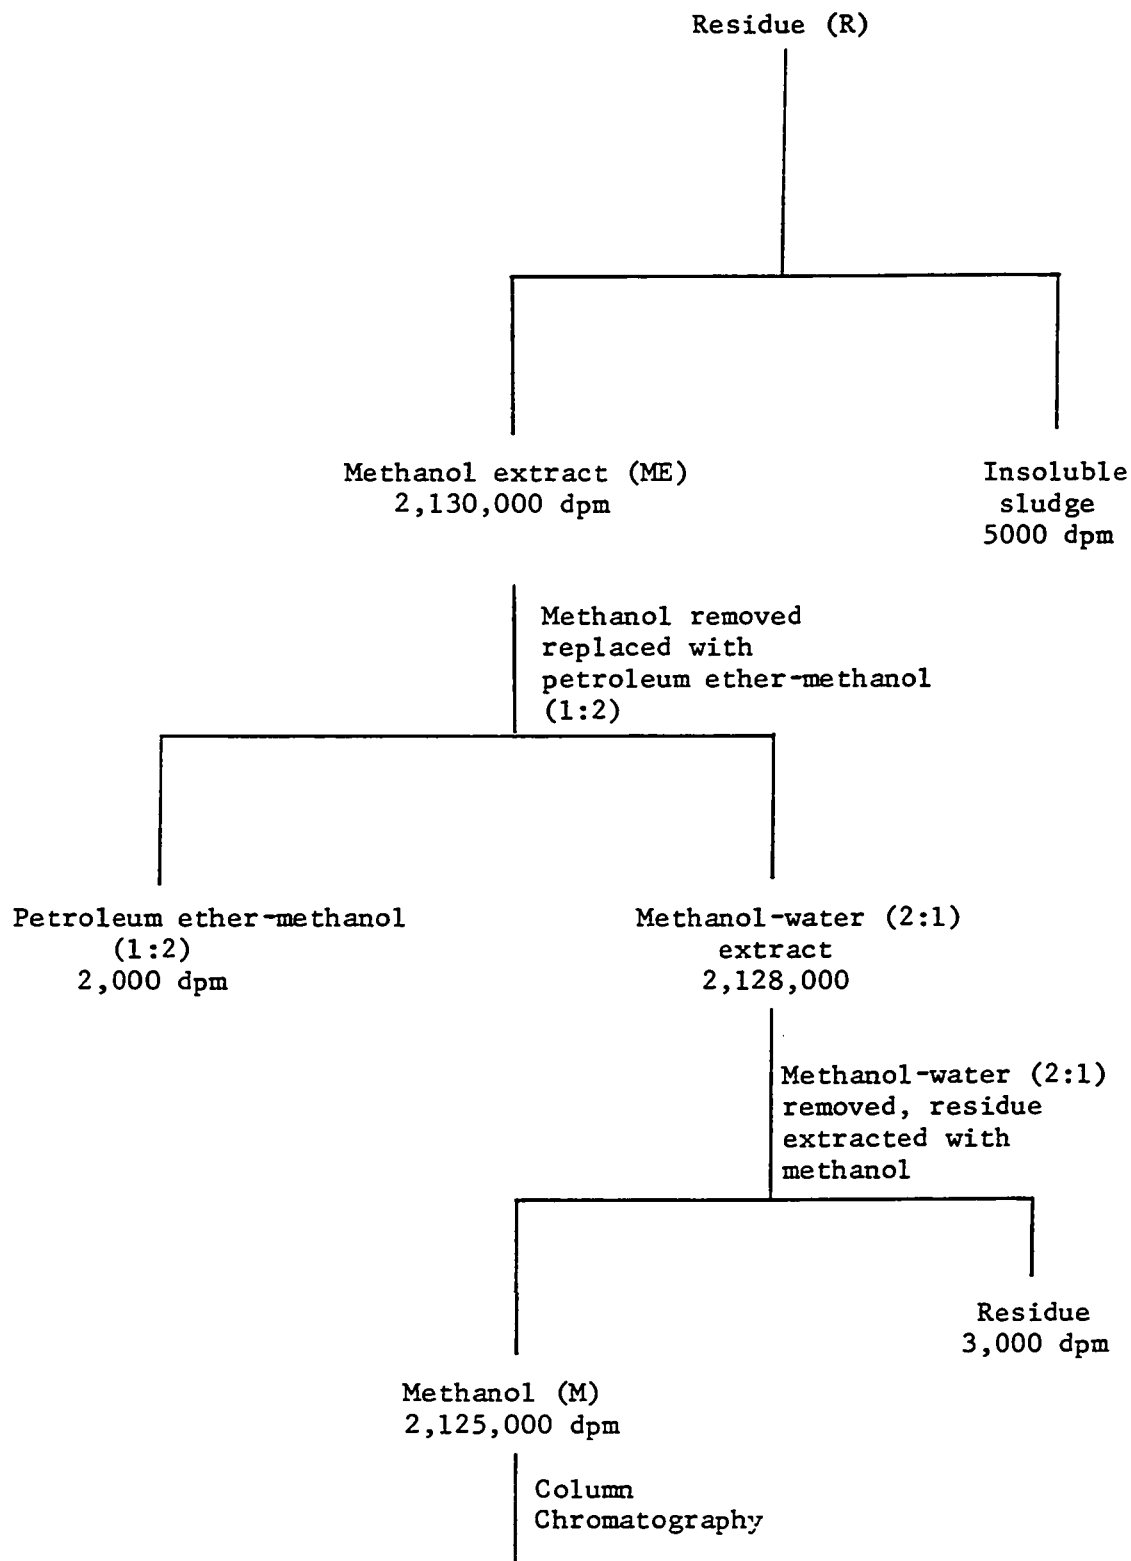 Residue (R)
Methanol extract (ME)
2,130,000 dpm
Insoluble
sludge
5000 dpm
Methanol removed
replaced with
petroleum ether-methanol
(1:2)
Petroleum ether-methanol
(1:2)
2,000 dpm
Methanol-water (2:1)
extract
2,128,000
Methanol-water (2:1)
removed, residue
extracted with
methanol
Residue
3,000 dpm
Methanol (M)
2,125,000 dpm
Column
Chromatography